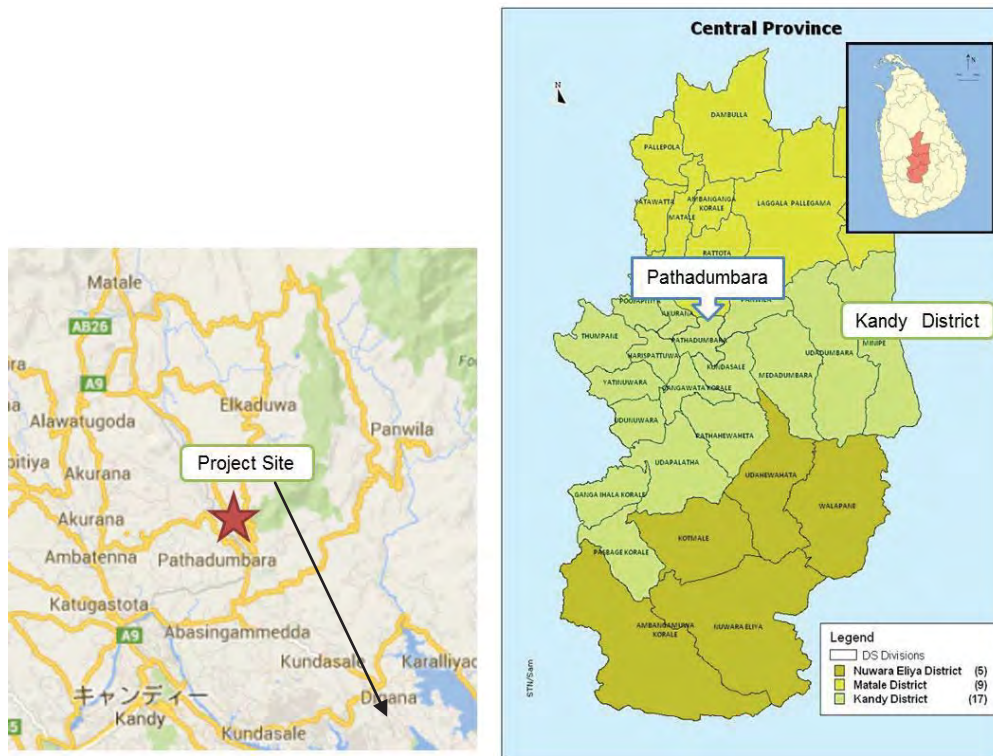 Matale
AB26
A9
Elkaduwa
Alawatugoda
Panwila
Akurana
Project Site
Akurana
Ambatenna
Pathadumbara
Katugastota
A9
Abasingammedda
Kundasale
Digana
キャンディー
Kandy
Kundasale
Central Province
N
N
DAMBULLA
PALLEPOLA
YATAWATTA
MATALE
AMBANGANGA
KORALE
LAGGALA PALLEGAMA
RATTOTA
Pathadumbara
Kandy District
AKURANA
THUMPANE
PATHADUMBARA
HARISPATTUWA
KUNDASALE
MEDADUMBARA
UDADUMBARA
MINIPE
YATINUWARA
GANGAWATA KORALE
UDUNUWARA
PATHAHEWAHETA
UDAPALATHA
UDAHEWAHATA
GANGA IHALA KORALE
WALAPANE
KOTMALE
PASBAGE KORALE
AMBANGAMUWA
KORALE
NUWARA ELIYA
STN/Sam
Legend
DS Divisions
Nuwara Eliya District (5)
Matale District (9)
Kandy District (17)